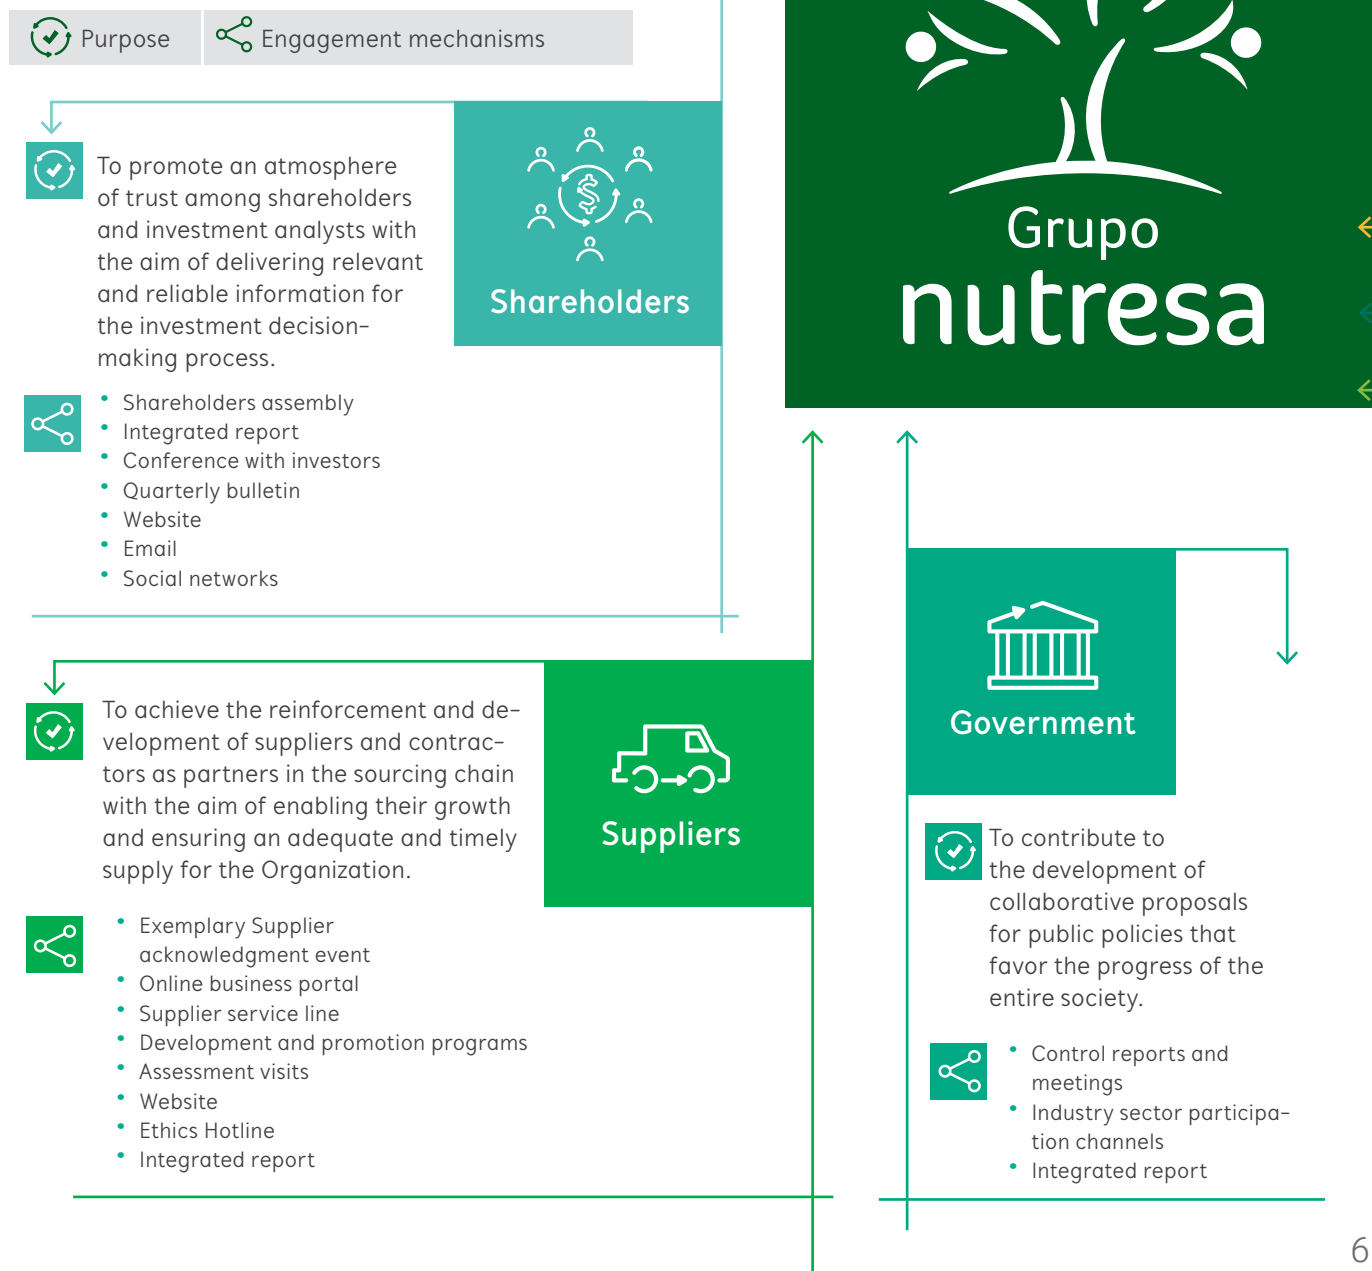 Purpose
Engagement mechanisms
Grupo
nutresa
Shareholders
To promote an atmosphere
of trust among shareholders
and investment analysts with
the aim of delivering relevant
and reliable information for
the investment decision-
making process.
• Shareholders assembly
• Integrated report
• Conference with investors
• Quarterly bulletin
• Website
• Email
• Social networks
Suppliers
To achieve the reinforcement and de-
velopment of suppliers and contrac-
tors as partners in the sourcing chain
with the aim of enabling their growth
and ensuring an adequate and timely
supply for the Organization.
• Exemplary Supplier
acknowledgment event
• Online business portal
• Supplier service line
• Development and promotion programs
• Assessment visits
• Website
• Ethics Hotline
• Integrated report
Government
To contribute to
the development of
collaborative proposals
for public policies that
favor the progress of the
entire society.
• Control reports and
meetings
• Industry sector participa-
tion channels
• Integrated report
6